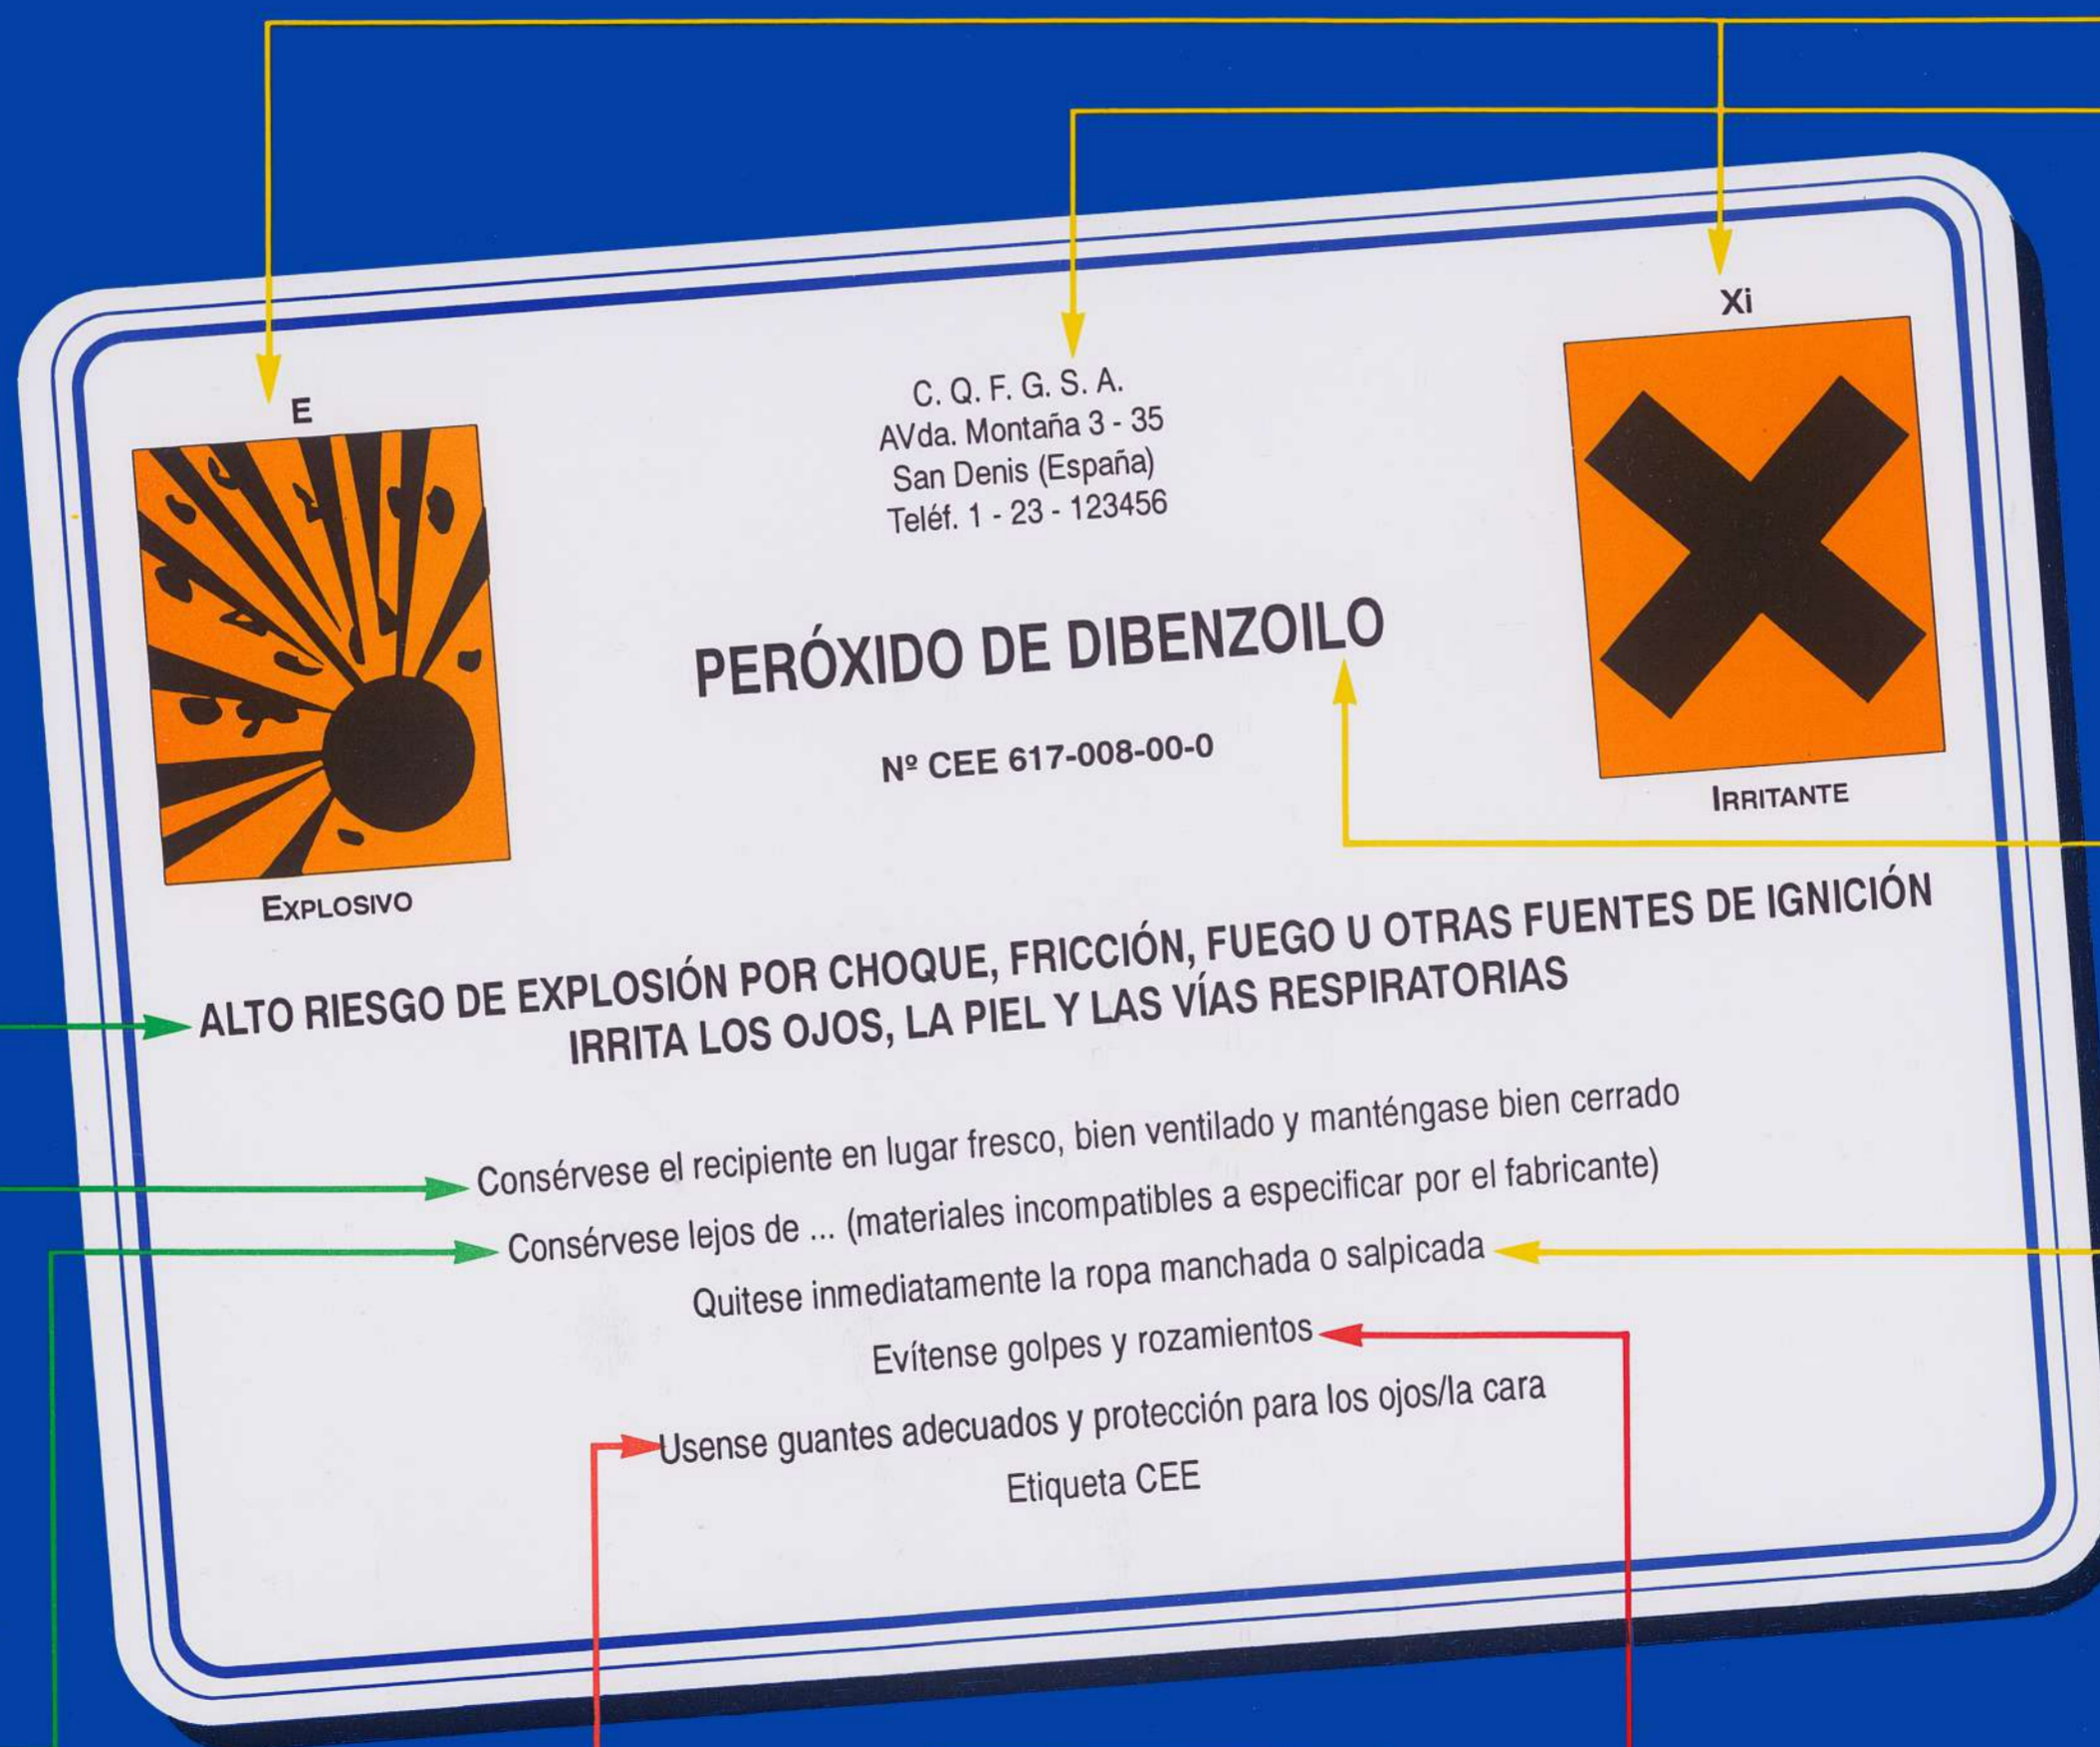 E
Xi
C. Q. F. G. S. A.
AVda. Montaña 3 - 35
San Denis (España)
Teléf. 1 - 23 - 123456
PERÓXIDO DE DIBENZOILO
Nº CEE 617-008-00-0
EXPLOSIVO
IRRITANTE
ALTO RIESGO DE EXPLOSIÓN POR CHOQUE, FRICCIÓN, FUEGO U OTRAS FUENTES DE IGNICIÓN
IRRITA LOS OJOS, LA PIEL Y LAS VÍAS RESPIRATORIAS
Consérvese el recipiente en lugar fresco, bien ventilado y manténgase bien cerrado
Consérvese lejos de ... (materiales incompatibles a especificar por el fabricante)
Quitese inmediatamente la ropa manchada o salpicada
Evítense golpes y rozamientos
Usense guantes adecuados y protección para los ojos/la cara
Etiqueta CEE